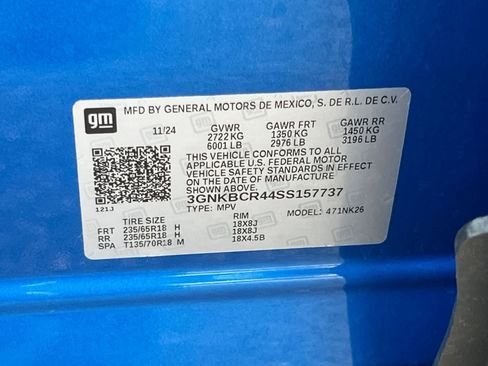 gm
MFD BY GENERAL MOTORS DE MEXICO, S. DE R.L. DE C.V.
11/24 GVWR GAWR FRT GAWR RR
2722 KG 1350 KG 1450 KG
6001 LB 2976 LB 3196 LB
THIS VEHICLE CONFORMS TO ALL
APPLICABLE U.S. FEDERAL MOTOR
VEHICLE SAFETY STANDARDS IN EFFECT
ON THE DATE OF MANUFACTURE
SHOWN ABOVE.
3GNKBCR44SS157737
121J TYPE: MPV MODEL: 471NK26
TIRE SIZE RIM
FRT 235/65R18 H 18X8J
RR 235/65R18 H 18X8J
SPA T135/70R18 M 18X4.5B